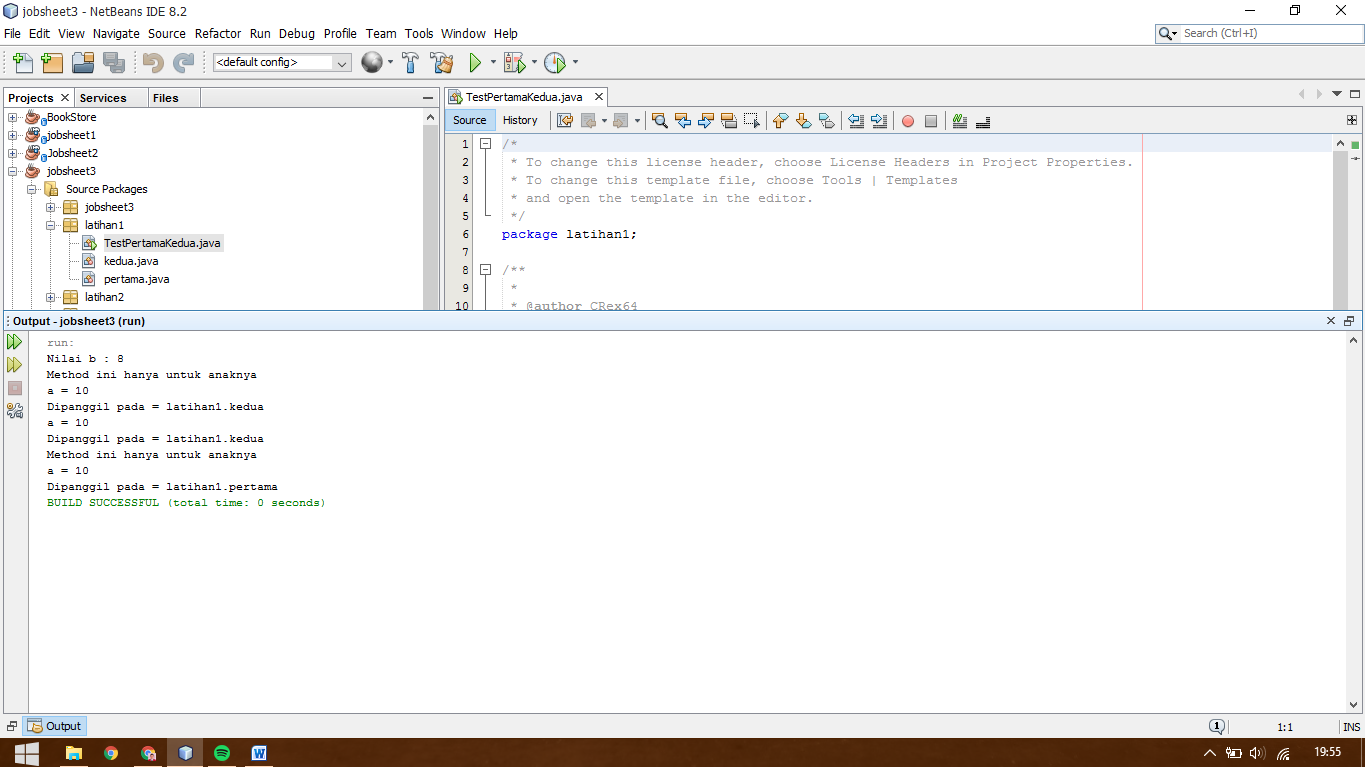 jobsheet3 - NetBeans IDE 8.2
File Edit View Navigate Source Refactor Run Debug Profile Team Tools Window Help
Search (Ctrl+I)
<default config>
Projects Services Files
BookStore
jobsheet1
Jobsheet2
jobsheet3
Source Packages
jobsheet3
latihan1
TestPertamaKedua.java
kedua.java
pertama.java
latihan2
TestPertamaKedua.java
Source History
1 /*
2 * To change this license header, choose License Headers in Project Properties.
3 * To change this template file, choose Tools | Templates
4 * and open the template in the editor.
5 */
6 package latihan1;
7
8 /**
9 *
10 * @author CRex64
Output - jobsheet3 (run)
run:
Nilai b : 8
Method ini hanya untuk anaknya
a = 10
Dipanggil pada = latihan1.kedua
a = 10
Dipanggil pada = latihan1.kedua
Method ini hanya untuk anaknya
a = 10
Dipanggil pada = latihan1.pertama
BUILD SUCCESSFUL (total time: 0 seconds)
Output
1
1:1
INS
19:55